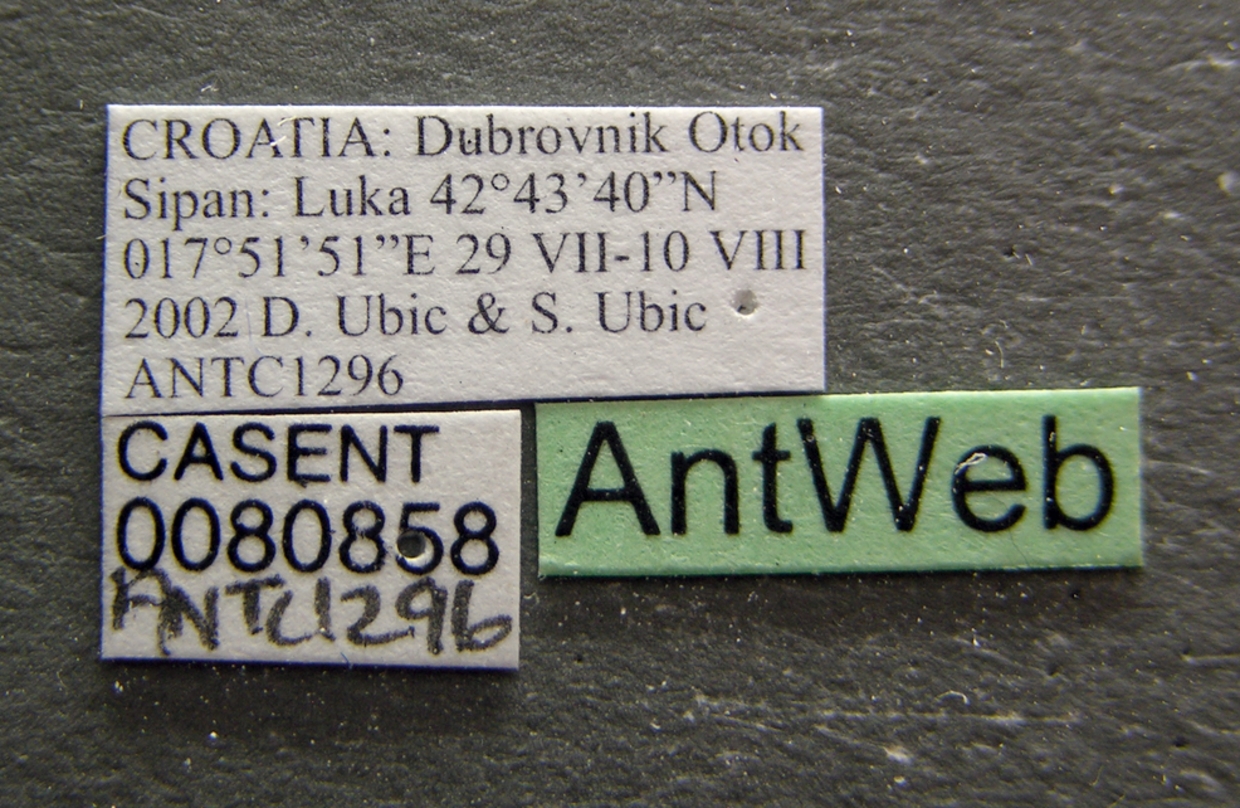 CROATIA: Dubrovnik Otok
Sipan: Luka 42°43’40”N
017°51’51”E 29 VII-10 VIII
2002 D. Ubic & S. Ubic
ANTC1296
CASENT
0080858
ANTC1296
AntWeb